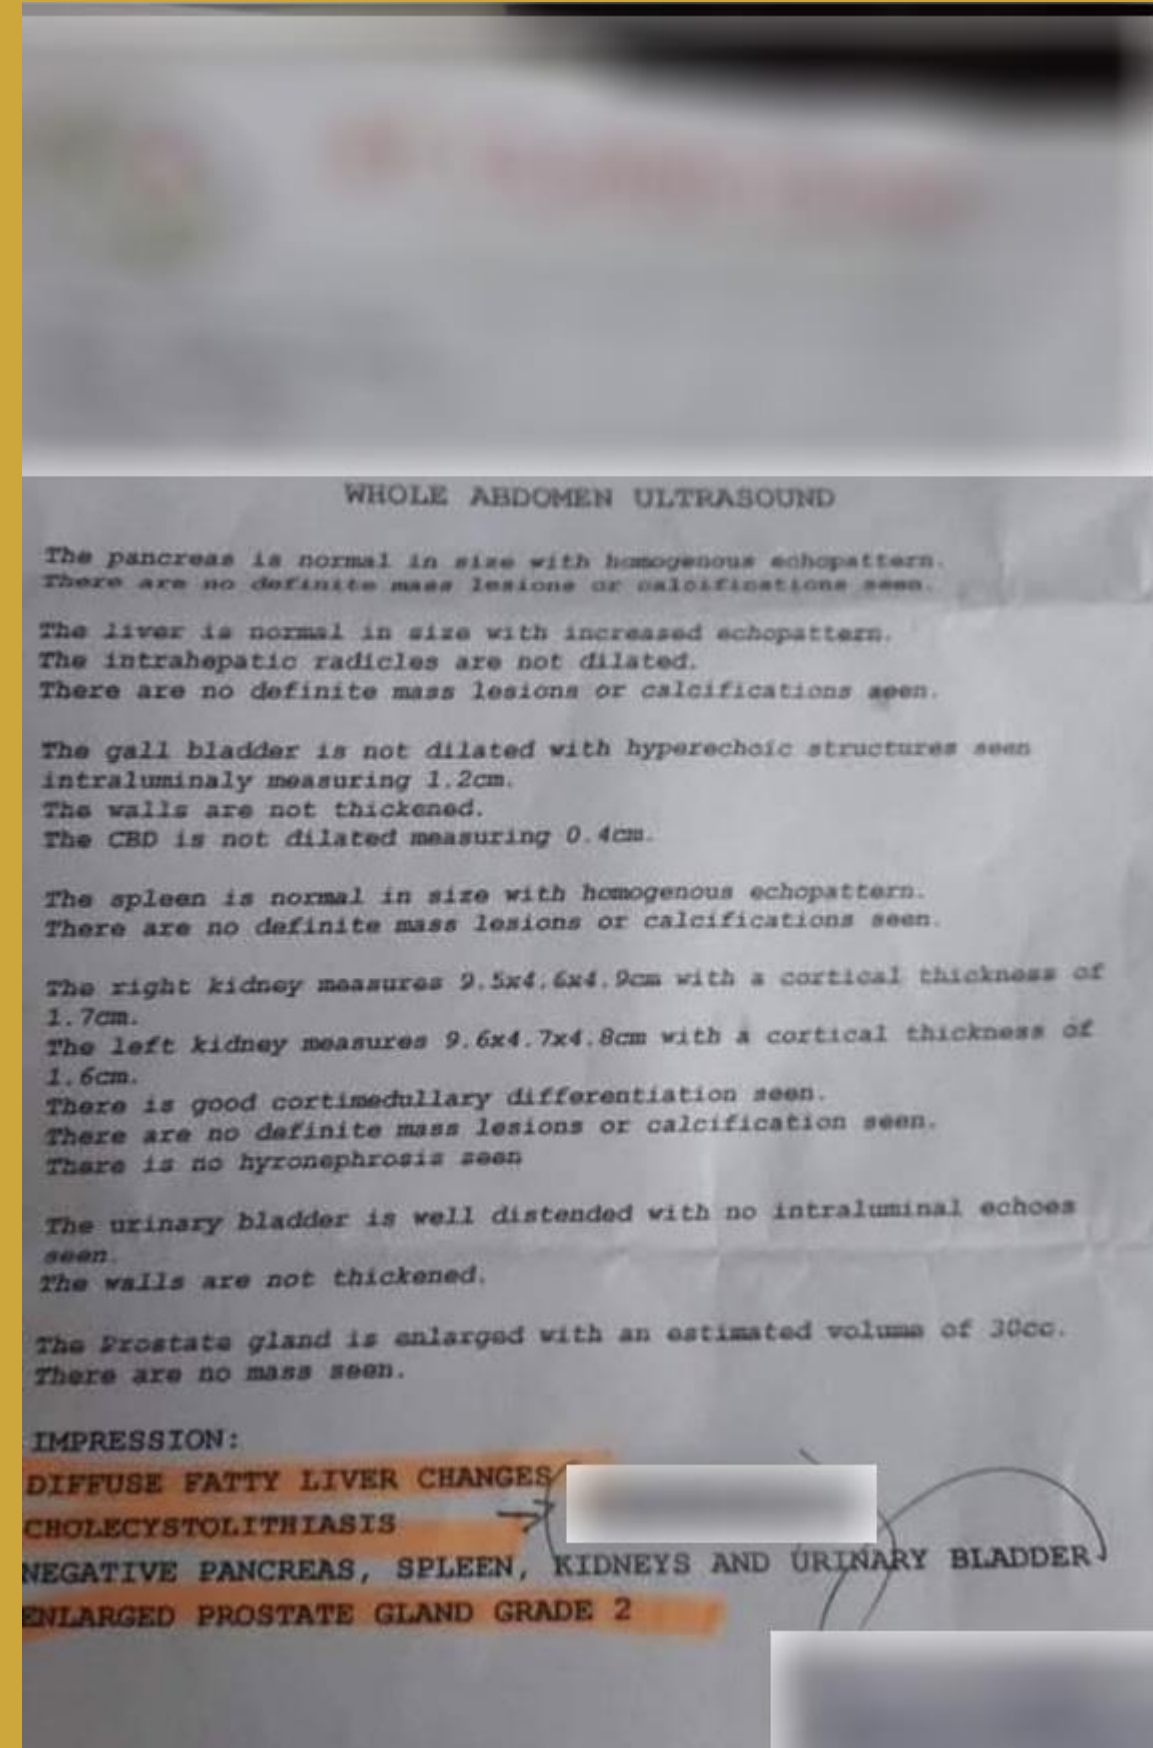 WHOLE ABDOMEN ULTRASOUND
The pancreas is normal in size with homogenous echopattern.
There are no definite mass lesions or calcifications seen.
The liver is normal in size with increased echopattern.
The intrahepatic radicles are not dilated.
There are no definite mass lesions or calcifications seen.
The gall bladder is not dilated with hyperechoic structures seen
intraluminaly measuring 1.2cm.
The walls are not thickened.
The CBD is not dilated measuring 0.4cm.
The spleen is normal in size with homogenous echopattern.
There are no definite mass lesions or calcifications seen.
The right kidney measures 9.5x4.6x4.9cm with a cortical thickness of
1.7cm.
The left kidney measures 9.6x4.7x4.8cm with a cortical thickness of
1.6cm.
There is good cortimedullary differentiation seen.
There are no definite mass lesions or calcification seen.
There is no hyronephrosis seen
The urinary bladder is well distended with no intraluminal echoes
seen.
The walls are not thickened.
The Prostate gland is enlarged with an estimated volume of 30cc.
There are no mass seen.
IMPRESSION:
DIFFUSE FATTY LIVER CHANGES
CHOLECYSTOLITHIASIS
NEGATIVE PANCREAS, SPLEEN, KIDNEYS AND URINARY BLADDER
ENLARGED PROSTATE GLAND GRADE 2